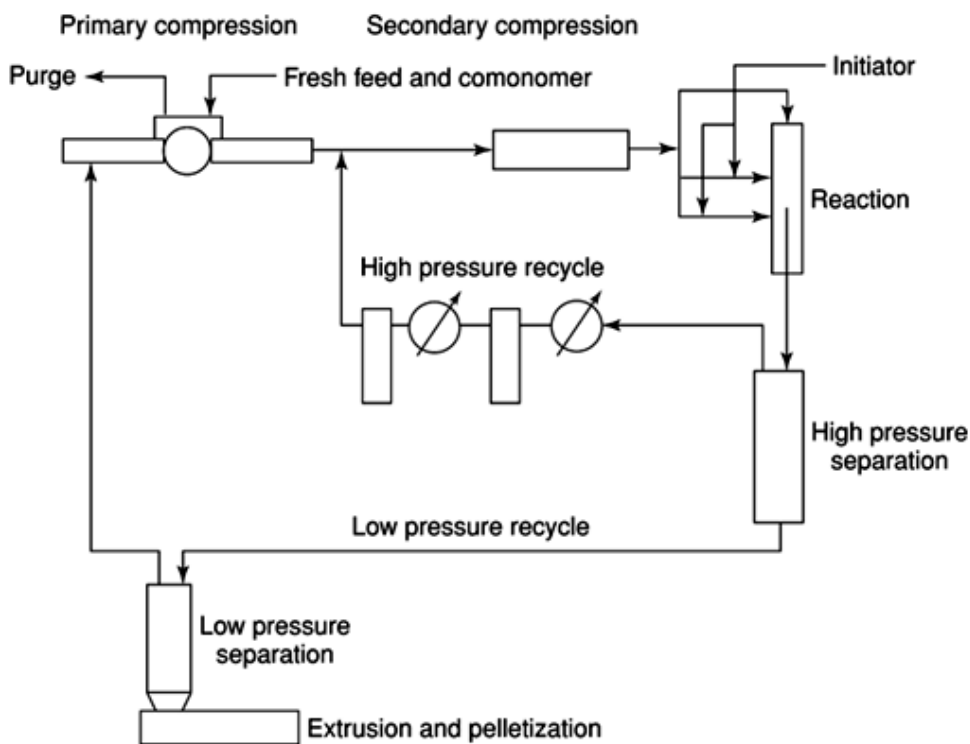 Primary compression
Secondary compression
Purge
Fresh feed and comonomer
Initiator
Reaction
High pressure recycle
High pressure
separation
Low pressure recycle
Low pressure
separation
Extrusion and pelletization